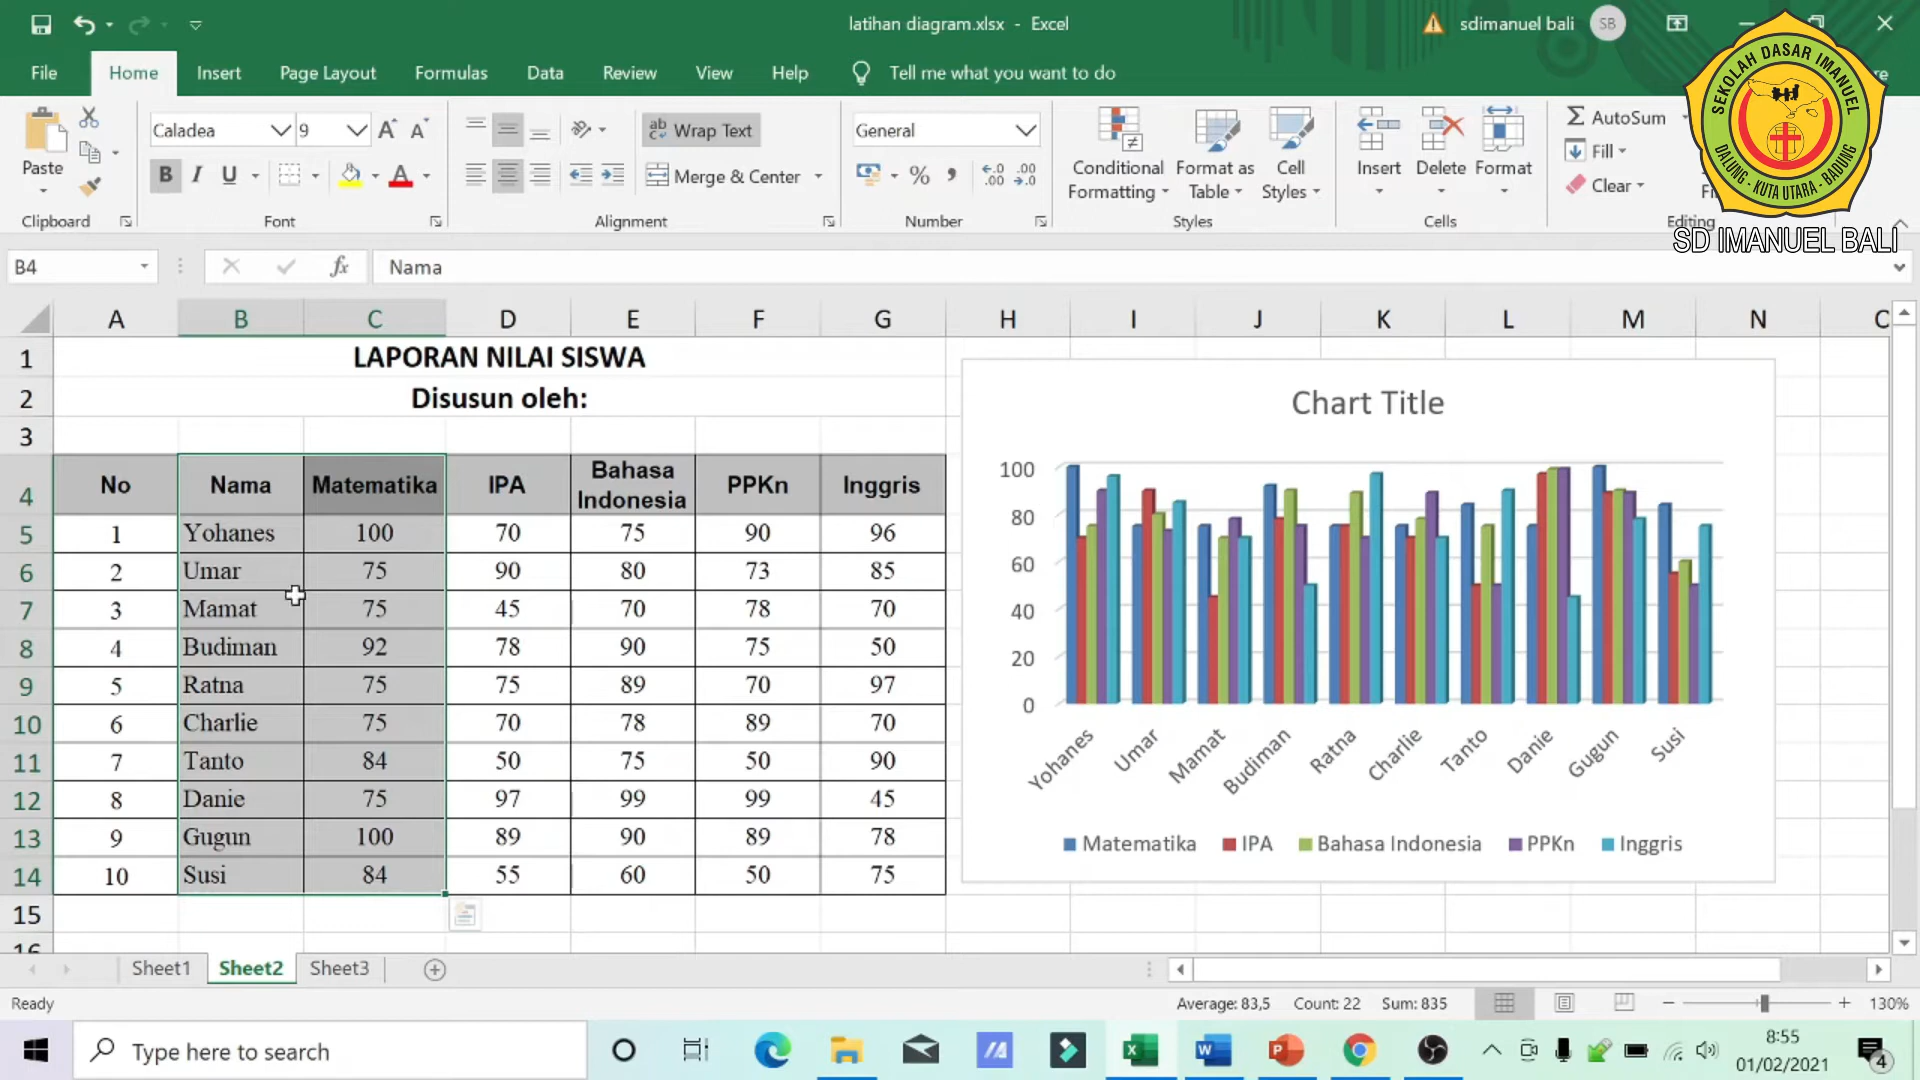 latihan diagram.xlsx - Excel
sdimanuel bali
SB
File
Home
Insert
Page Layout
Formulas
Data
Review
View
Help
Tell me what you want to do
SEKOLAH DASAR IMANUEL
DALUNG - KUTA UTARA - BADUNG
SD IMANUEL BALI
Paste
Clipboard
Caladea
9
B I U
Font
Wrap Text
Merge & Center
Alignment
General
Number
Conditional Formatting
Format as Table
Cell Styles
Styles
Insert
Delete
Format
Cells
AutoSum
Fill
Clear
Editing
B4
fx
Nama
A B C D E F G H I J K L M N
1 LAPORAN NILAI SISWA
2 Disusun oleh:
3
4 No Nama Matematika IPA Bahasa Indonesia PPKn Inggris
5 1 Yohanes 100 70 75 90 96
6 2 Umar 75 90 80 73 85
7 3 Mamat 75 45 70 78 70
8 4 Budiman 92 78 90 75 50
9 5 Ratna 75 75 89 70 97
10 6 Charlie 75 70 78 89 70
11 7 Tanto 84 50 75 50 90
12 8 Danie 75 97 99 99 45
13 9 Gugun 100 89 90 89 78
14 10 Susi 84 55 60 50 75
15
Chart Title
100
80
60
40
20
0
Yohanes Umar Mamat Budiman Ratna Charlie Tanto Danie Gugun Susi
Matematika IPA Bahasa Indonesia PPKn Inggris
Sheet1 Sheet2 Sheet3
Ready
Average: 83,5 Count: 22 Sum: 835
130%
Type here to search
8:55
01/02/2021
4